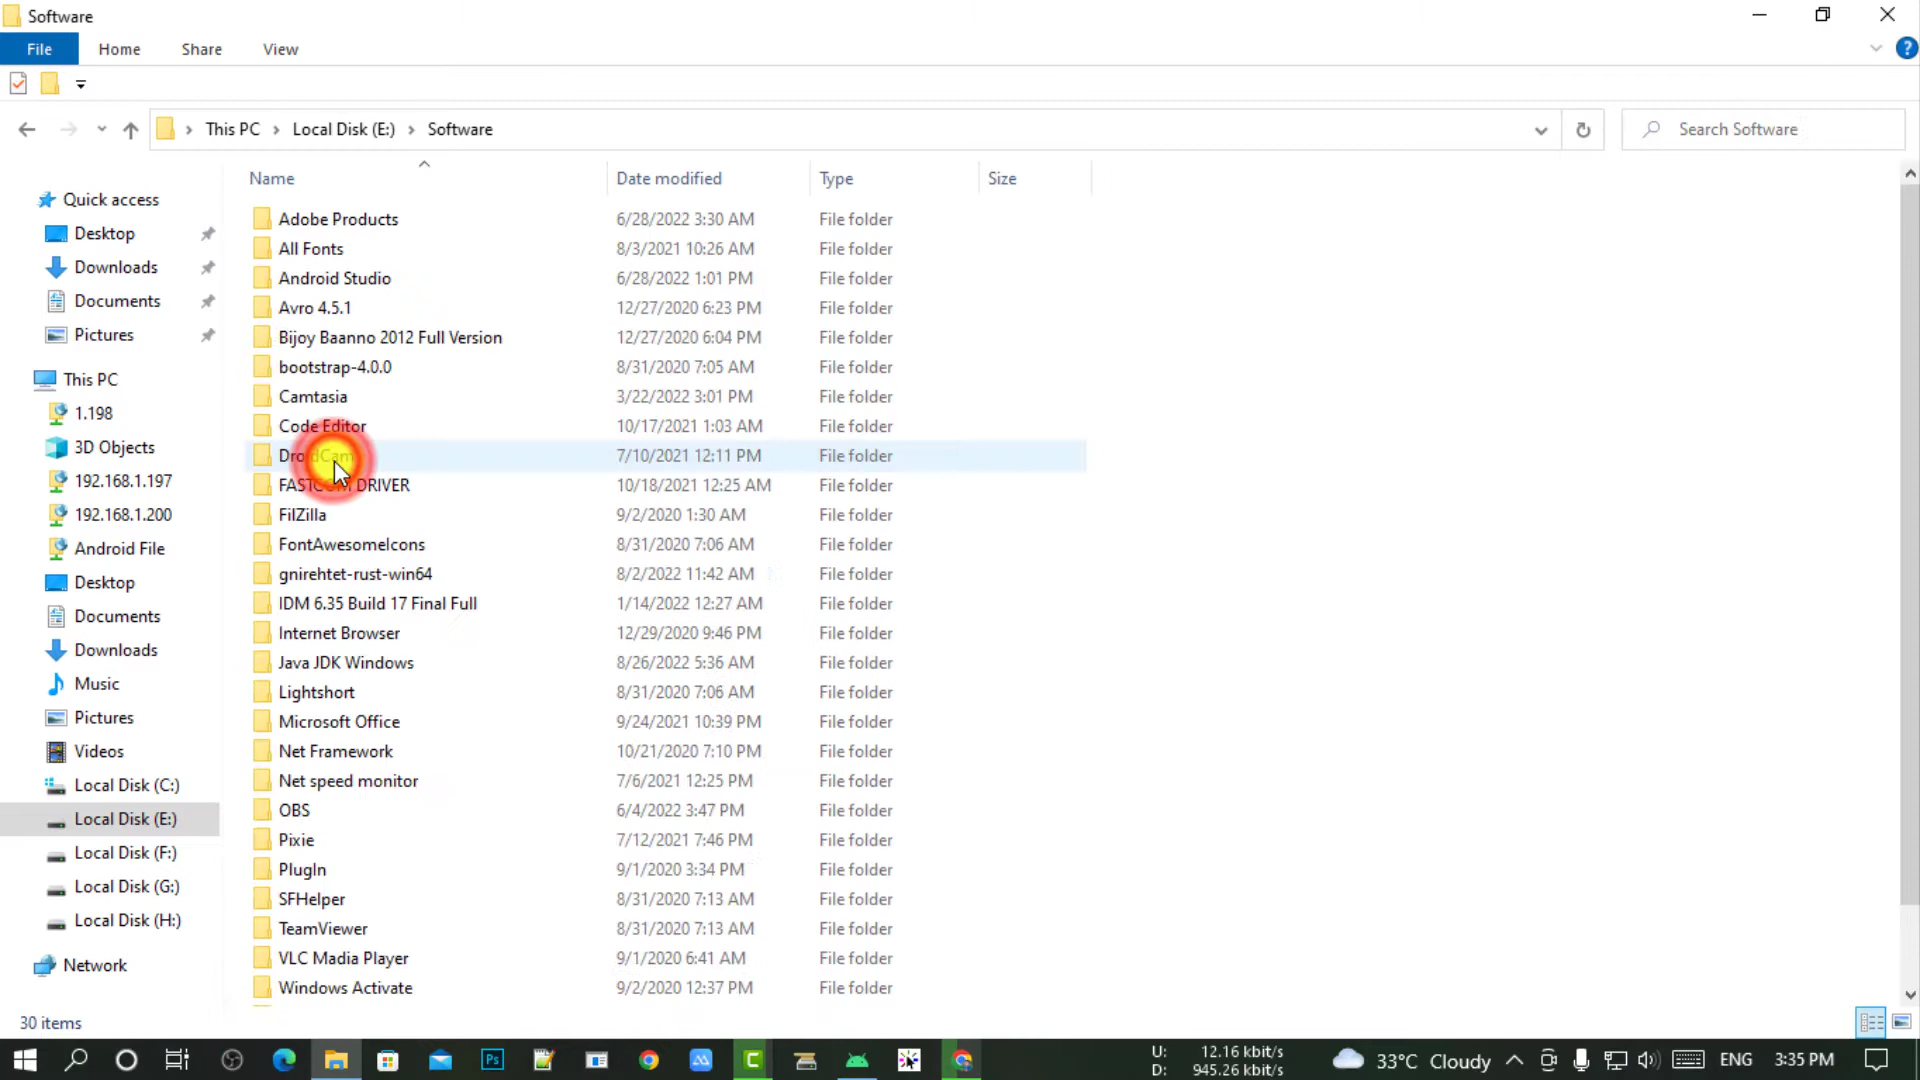 Software
File Home Share View
This PC Local Disk (E:) Software
Search Software
Name Date modified Type Size
Quick access
Desktop
Downloads
Documents
Pictures
This PC
1.198
3D Objects
192.168.1.197
192.168.1.200
Android File
Desktop
Documents
Downloads
Music
Pictures
Videos
Local Disk (C:)
Local Disk (E:)
Local Disk (F:)
Local Disk (G:)
Local Disk (H:)
Network
Adobe Products 6/28/2022 3:30 AM File folder
All Fonts 8/3/2021 10:26 AM File folder
Android Studio 6/28/2022 1:01 PM File folder
Avro 4.5.1 12/27/2020 6:23 PM File folder
Bijoy Baanno 2012 Full Version 12/27/2020 6:04 PM File folder
bootstrap-4.0.0 8/31/2020 7:05 AM File folder
Camtasia 3/22/2022 3:01 PM File folder
Code Editor 10/17/2021 1:03 AM File folder
DroidCam 7/10/2021 12:11 PM File folder
FASTCOM DRIVER 10/18/2021 12:25 AM File folder
FilZilla 9/2/2020 1:30 AM File folder
FontAwesomeIcons 8/31/2020 7:06 AM File folder
gnirehtet-rust-win64 8/2/2022 11:42 AM File folder
IDM 6.35 Build 17 Final Full 1/14/2022 12:27 AM File folder
Internet Browser 12/29/2020 9:46 PM File folder
Java JDK Windows 8/26/2022 5:36 AM File folder
Lightshort 8/31/2020 7:06 AM File folder
Microsoft Office 9/24/2021 10:39 PM File folder
Net Framework 10/21/2020 7:10 PM File folder
Net speed monitor 7/6/2021 12:25 PM File folder
OBS 6/4/2022 3:47 PM File folder
Pixie 7/12/2021 7:46 PM File folder
PlugIn 9/1/2020 3:34 PM File folder
SFHelper 8/31/2020 7:13 AM File folder
TeamViewer 8/31/2020 7:13 AM File folder
VLC Madia Player 9/1/2020 6:41 AM File folder
Windows Activate 9/2/2020 12:37 PM File folder
30 items
Ps
U: 12.16 kbit/s
D: 945.26 kbit/s
33°C Cloudy
ENG
3:35 PM